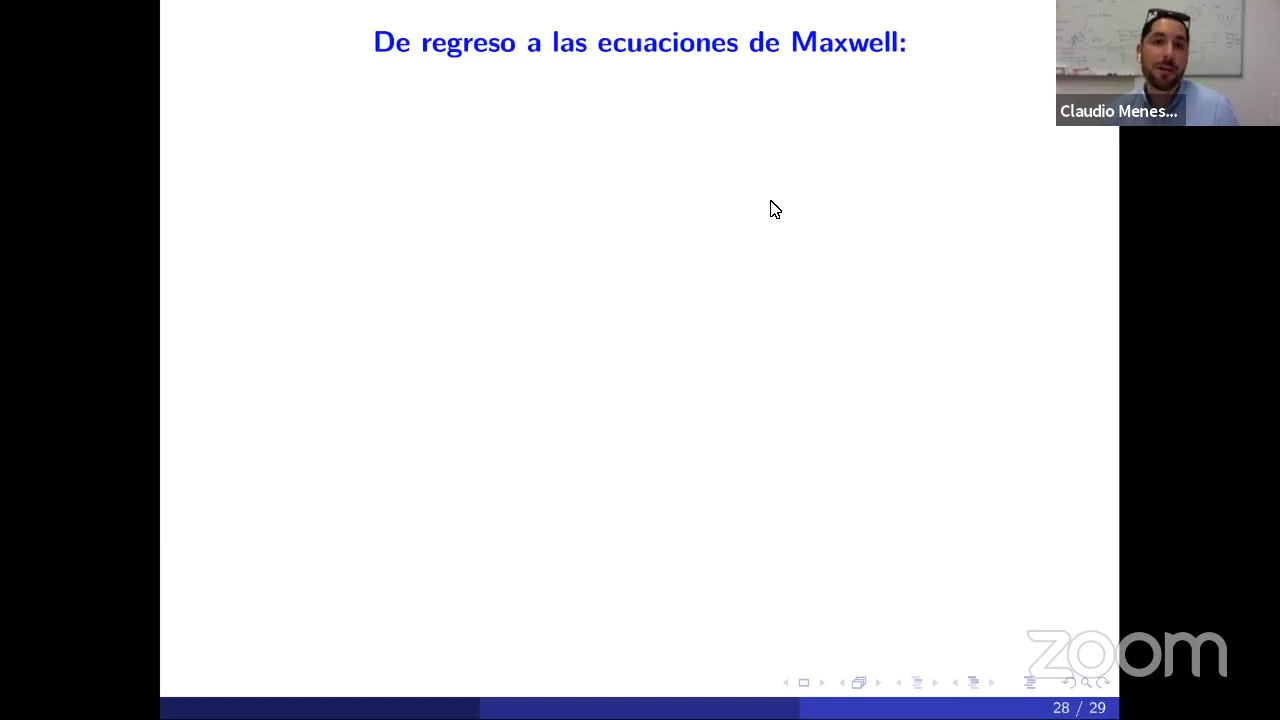 De regreso a las ecuaciones de Maxwell:
Claudio Menes...
zoom
28 / 29